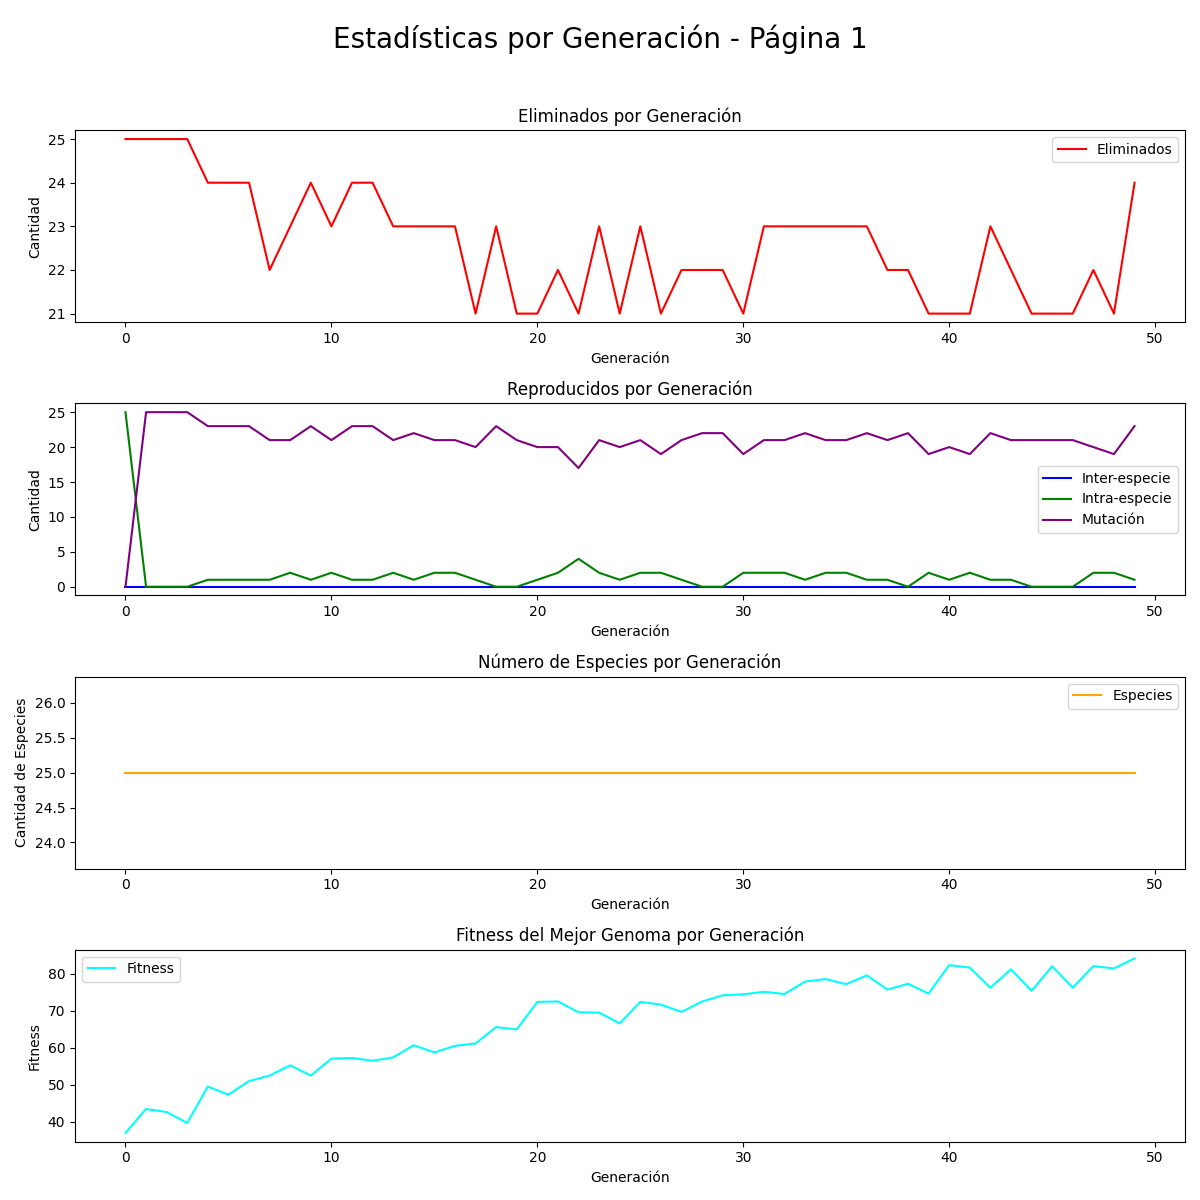 Estadísticas por Generación - Página 1
Eliminados por Generación
Eliminados
Cantidad
25
24
23
22
21
0 10 20 30 40 50
Generación
Reproducidos por Generación
Inter-especie
Intra-especie
Mutación
Cantidad
25
20
15
10
5
0
0 10 20 30 40 50
Generación
Número de Especies por Generación
Especies
Cantidad de Especies
26.0
25.5
25.0
24.5
24.0
0 10 20 30 40 50
Generación
Fitness del Mejor Genoma por Generación
Fitness
Fitness
80
70
60
50
40
0 10 20 30 40 50
Generación